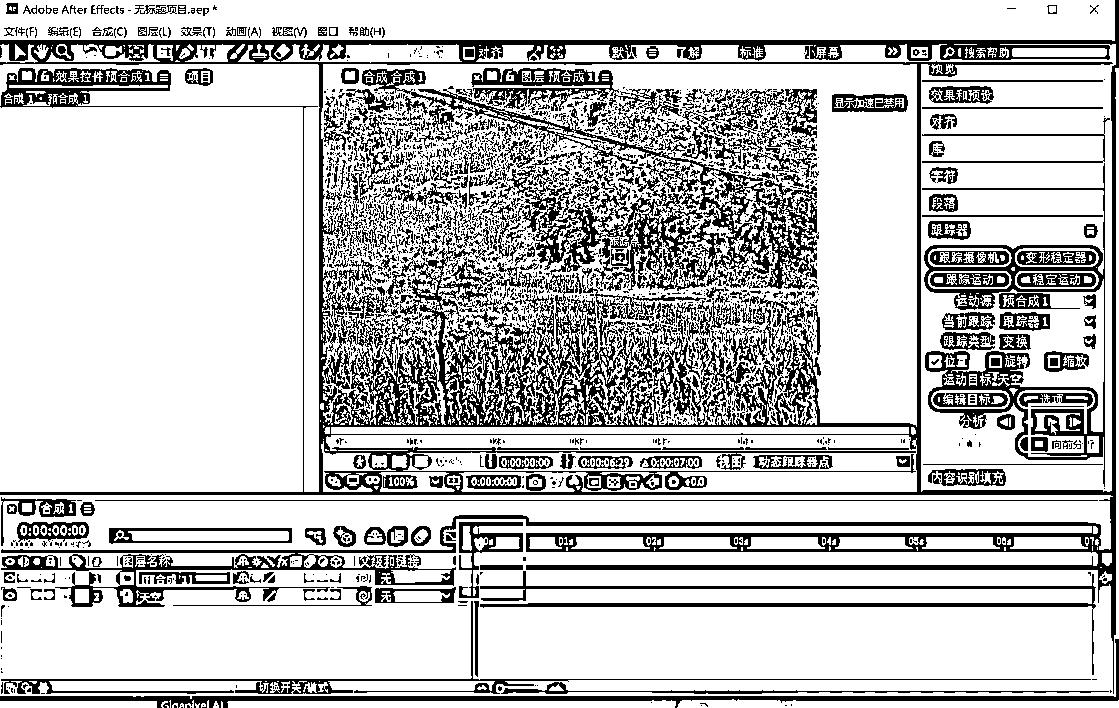 Adobe After Effects - 无标题项目.aep *
文件(F) 编辑(E) 合成(C) 图层(L) 效果(T) 动画(A) 视图(V) 窗口 帮助(H)
对齐 默认 了解 标准 小屏幕 搜索帮助
效果控件 预合成 1 项目
合成 1 • 预合成 1
合成 合成 1 图层 预合成 1
显示加速已禁用
预览
效果和预设
对齐
库
字符
段落
跟踪器
跟踪摄像机 变形稳定器
跟踪运动 稳定运动
运动源: 预合成 1
当前跟踪: 跟踪器 1
跟踪类型: 变换
位置 旋转 缩放
运动目标:天空
编辑目标 选项
分析:
向前分析
内容识别填充
0:00:00:00 0:00:06:29 Δ 0:00:07:00 视图: 动态跟踪器点
100% 0:00:00:00 +0.0
合成 1
0:00:00:00
00s 01s 02s 03s 04s 05s 06s 07s
# 图层名称 父级和链接
1 [预合成 1] 无
2 天空 无
切换开关/模式
Gigapixel AI